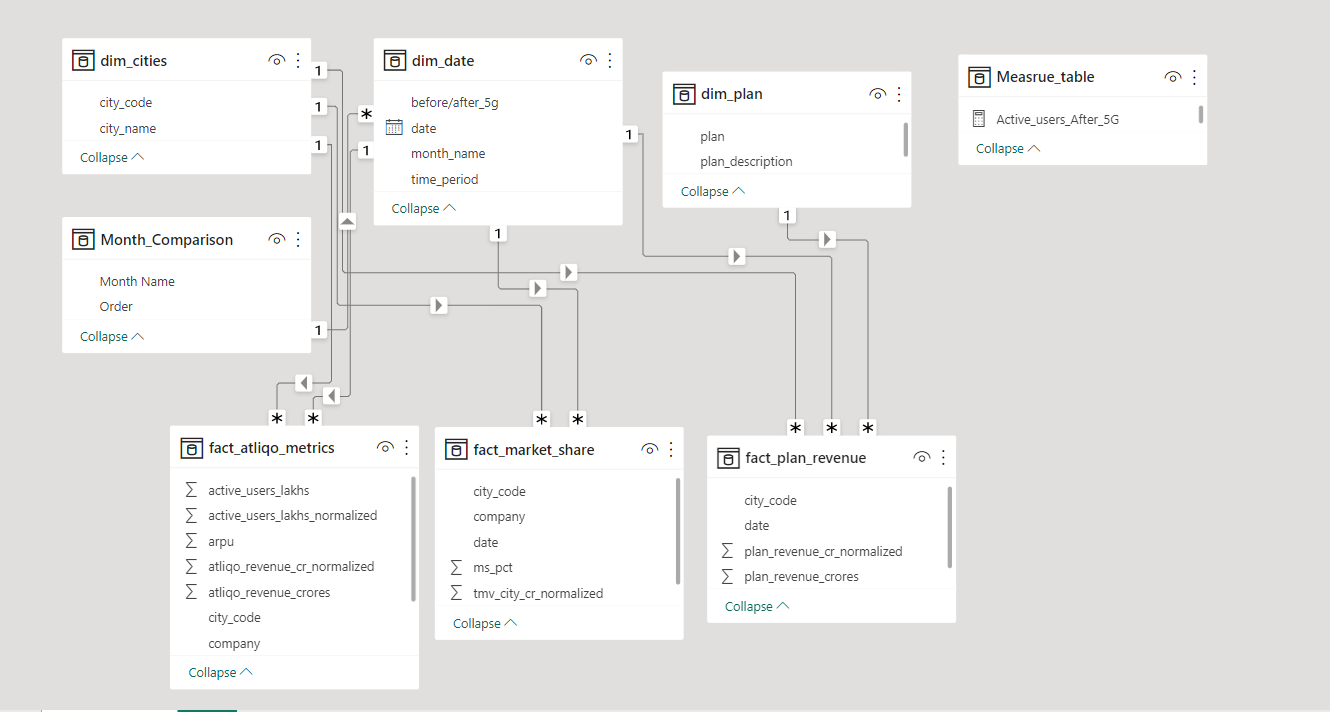 dim_cities
city_code
city_name
Collapse
dim_date
before/after_5g
date
month_name
time_period
Collapse
dim_plan
plan
plan_description
Collapse
Measrue_table
Active_users_After_5G
Collapse
Month_Comparison
Month Name
Order
Collapse
1
1
1
*
1
1
1
1
1
*
*
*
*
*
*
*
fact_atliqo_metrics
active_users_lakhs
active_users_lakhs_normalized
arpu
atliqo_revenue_cr_normalized
atliqo_revenue_crores
city_code
company
Collapse
fact_market_share
city_code
company
date
ms_pct
tmv_city_cr_normalized
Collapse
fact_plan_revenue
city_code
date
plan_revenue_cr_normalized
plan_revenue_crores
Collapse